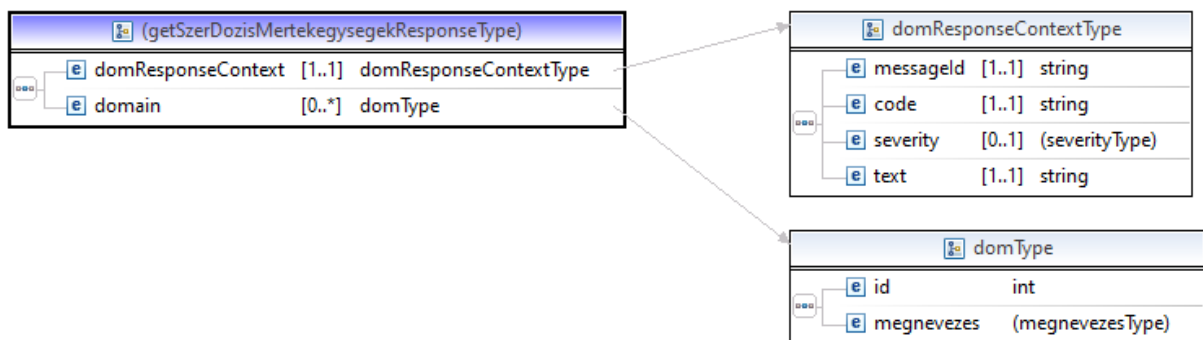 (getSzerDozisMertekegysegekResponseType)
domResponseContext [1..1] domResponseContextType
domain [0..*] domType
domResponseContextType
messageId [1..1] string
code [1..1] string
severity [0..1] (severityType)
text [1..1] string
domType
id int
megnevezes (megnevezesType)